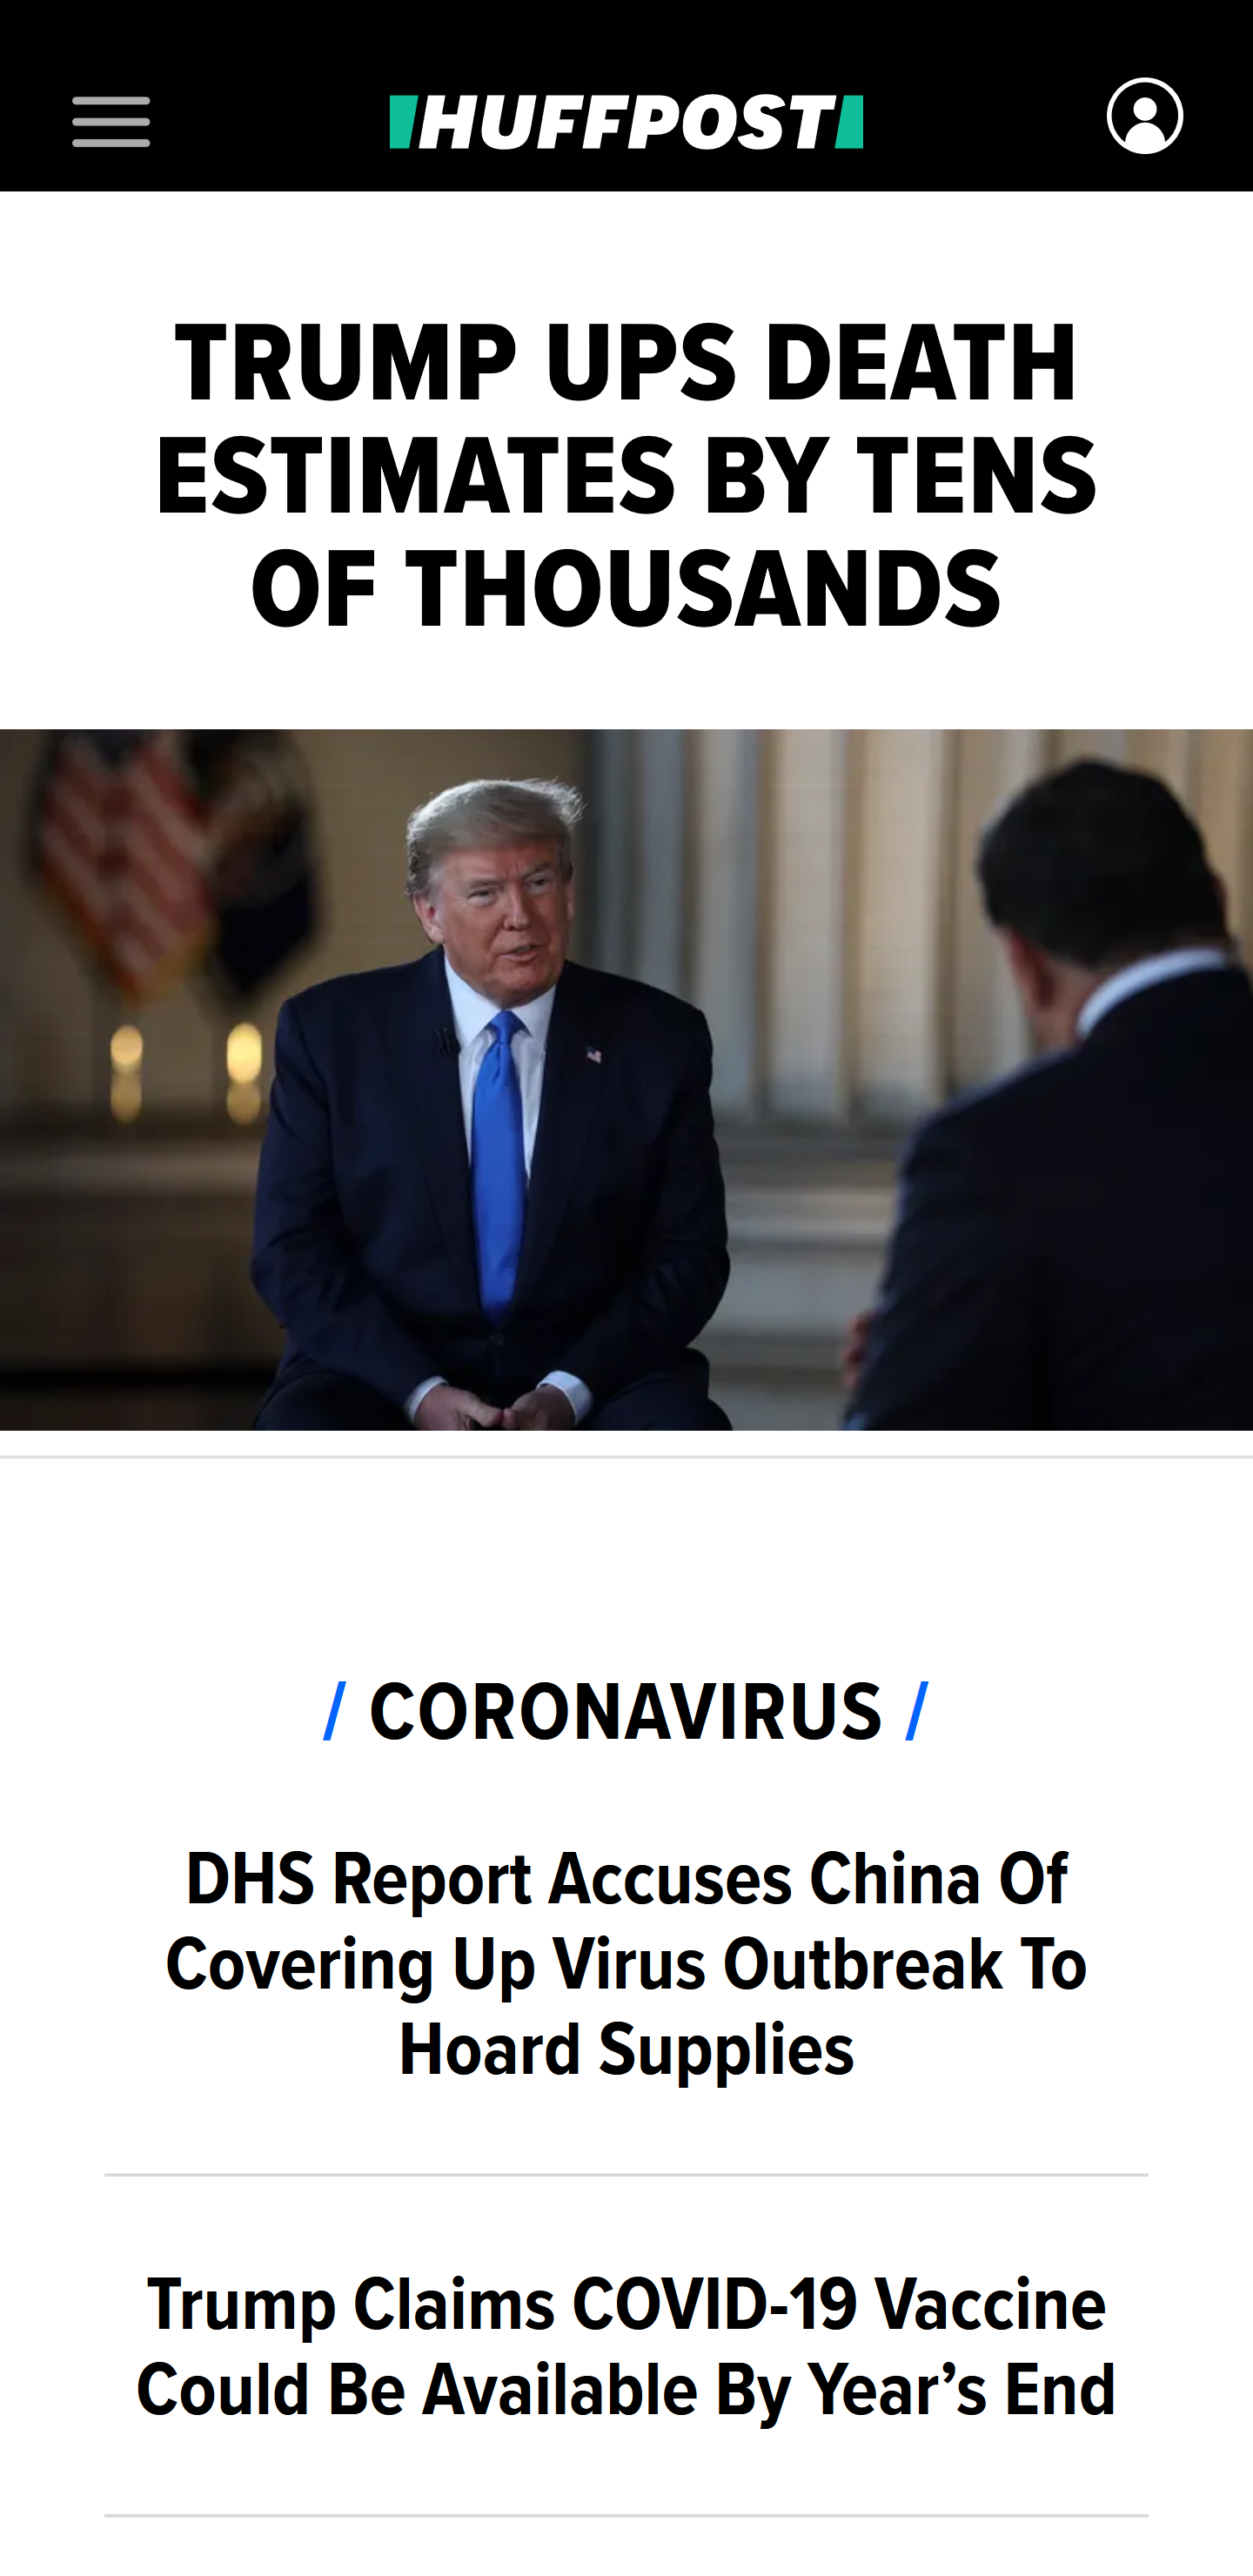 HUFFPOST
TRUMP UPS DEATH
ESTIMATES BY TENS
OF THOUSANDS
/ CORONAVIRUS /
DHS Report Accuses China Of
Covering Up Virus Outbreak To
Hoard Supplies
Trump Claims COVID-19 Vaccine
Could Be Available By Year’s End